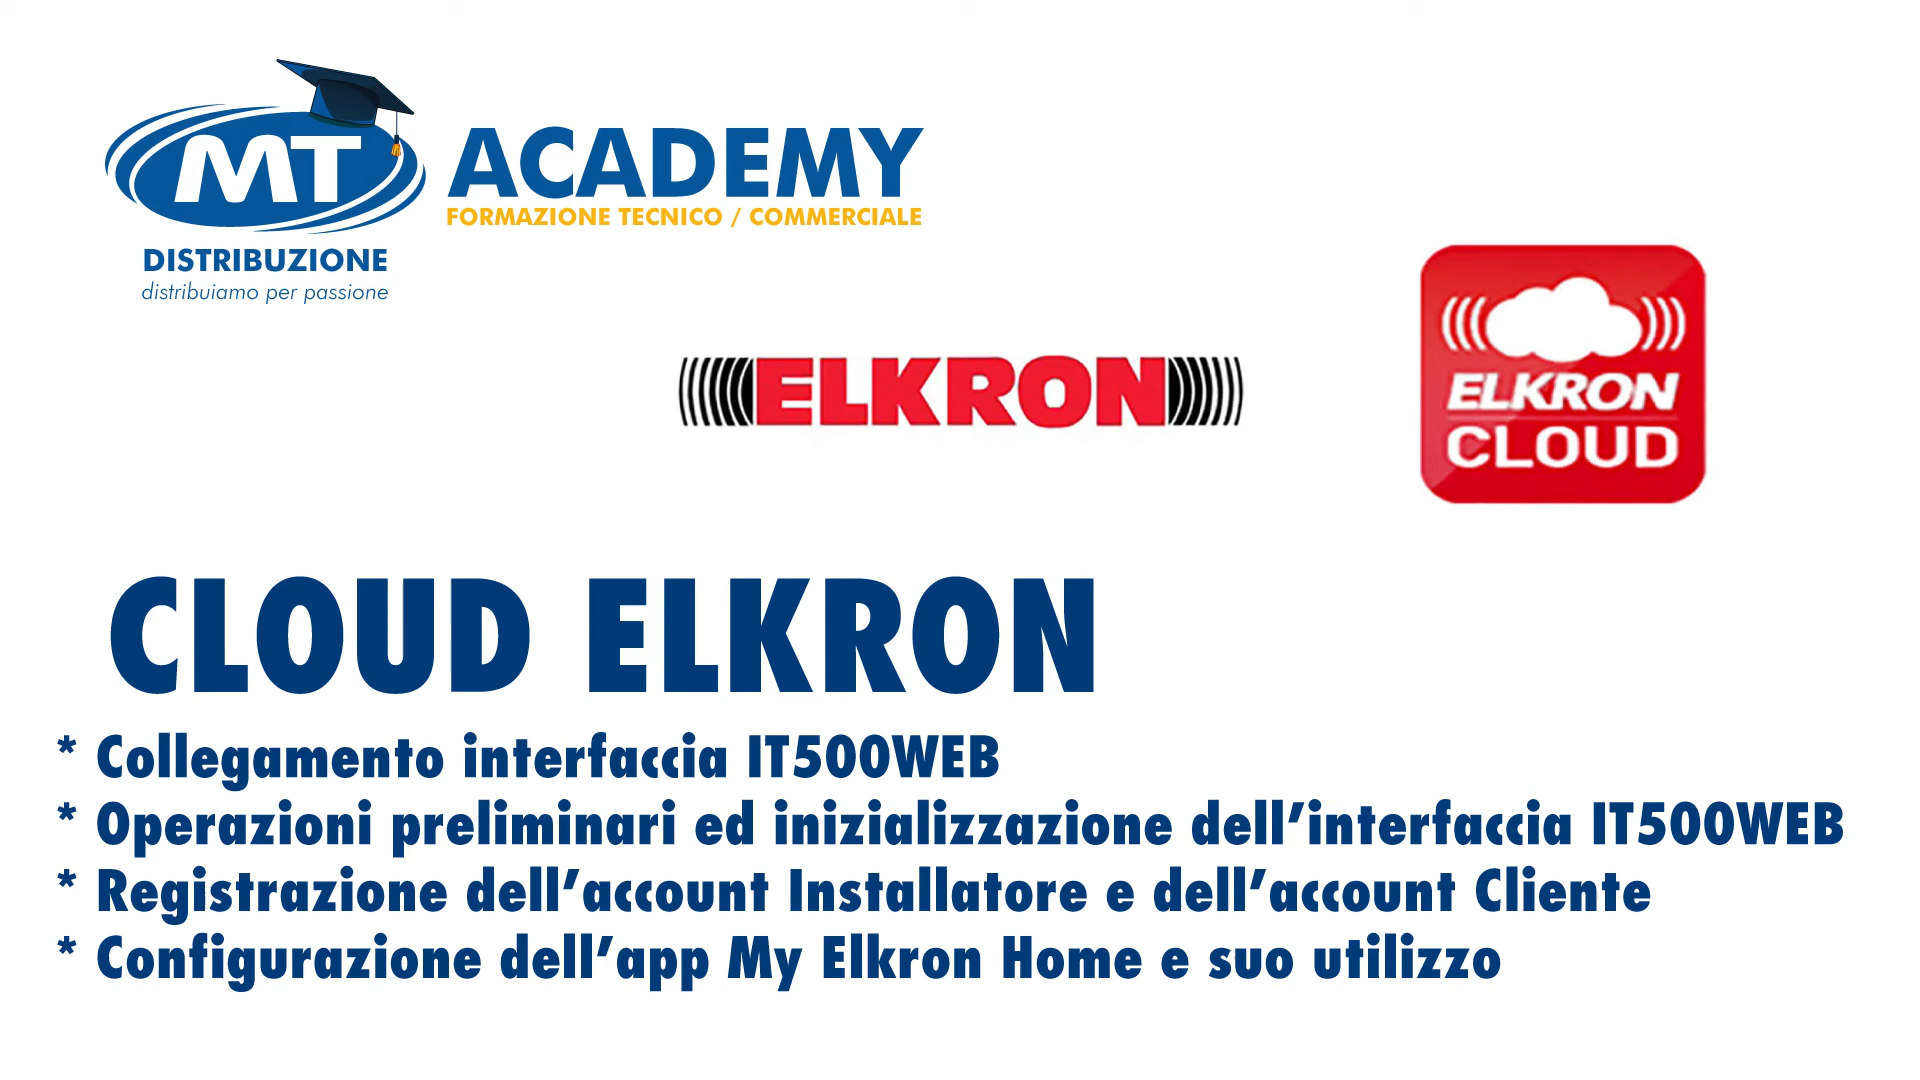 MT
ACADEMY
FORMAZIONE TECNICO / COMMERCIALE
DISTRIBUZIONE
distribuiamo per passione
ELKRON
ELKRON
CLOUD
CLOUD ELKRON
* Collegamento interfaccia IT500WEB
* Operazioni preliminari ed inizializzazione dell’interfaccia IT500WEB
* Registrazione dell’account Installatore e dell’account Cliente
* Configurazione dell’app My Elkron Home e suo utilizzo